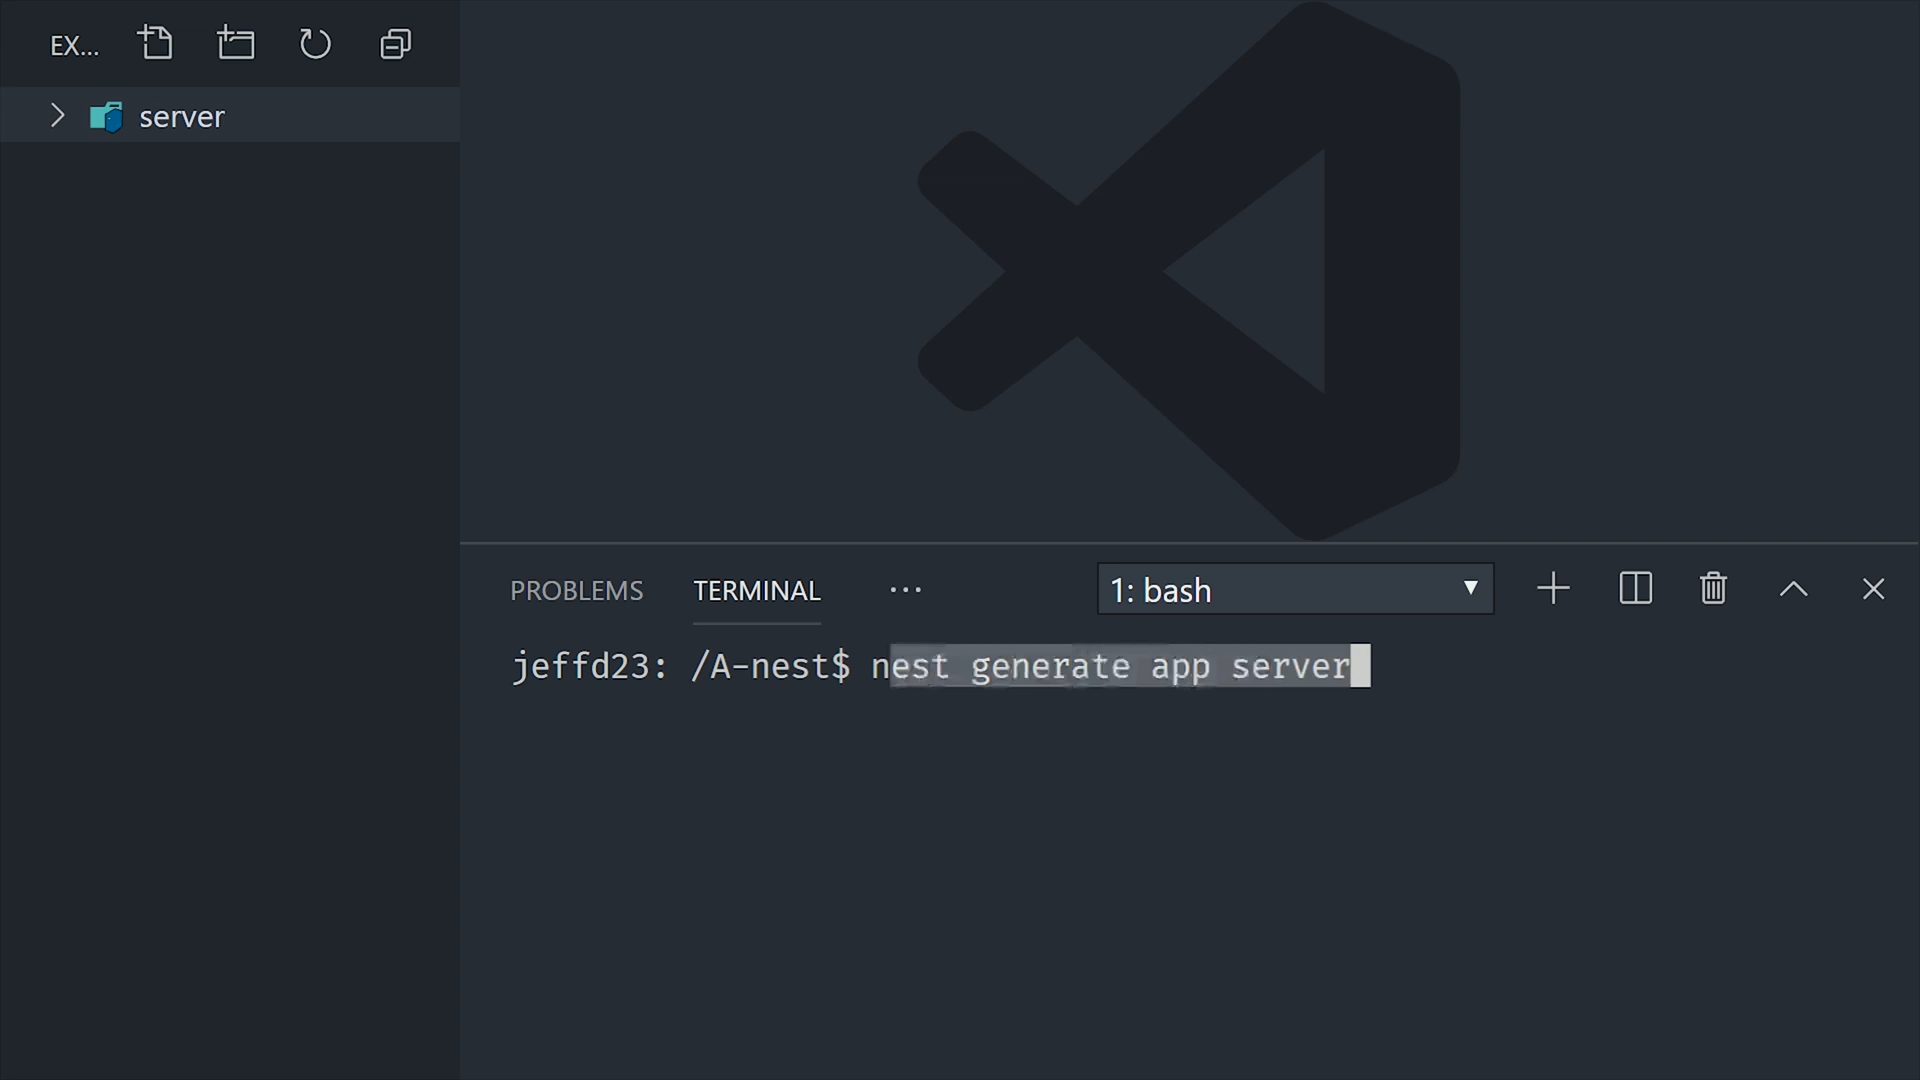 EX...
server
PROBLEMS TERMINAL ··· 1: bash
jeffd23: /A-nest$ nest generate app server